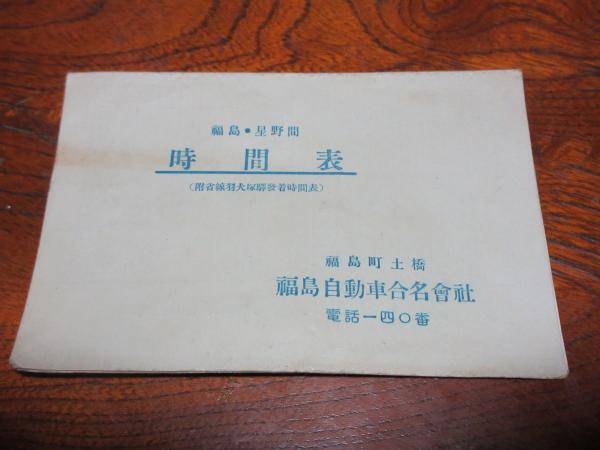 福島・星野間
時間表
(附省線羽犬塚驛發着時間表)
福島町土橋
福島自動車合名會社
電話一四〇番